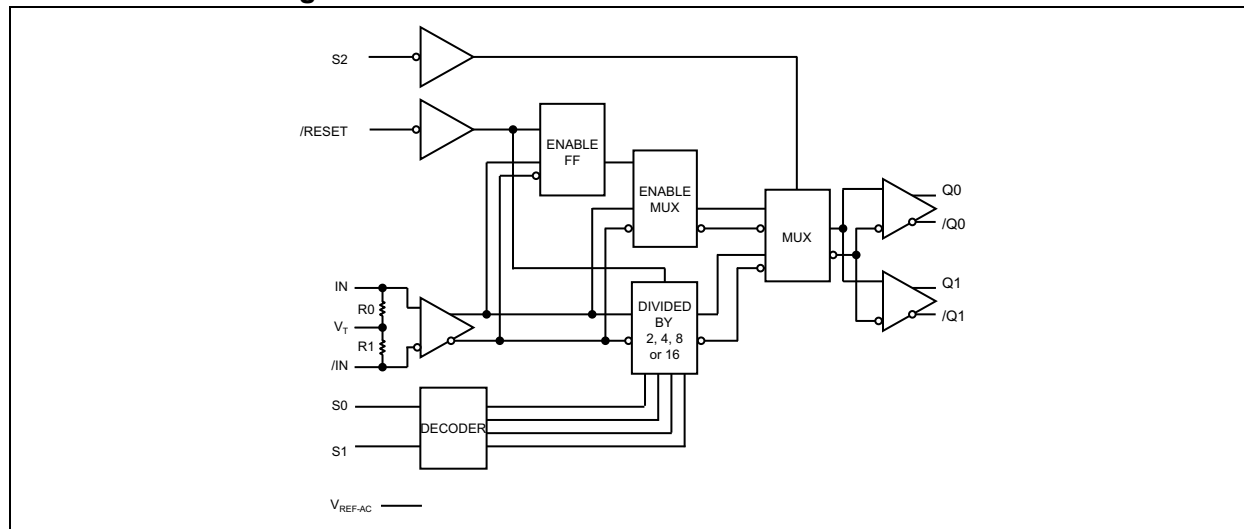 g
S2
/RESET
ENABLE
FF
ENABLE
MUX
MUX
Q0
/Q0
IN
R0
VT
R1
/IN
DIVIDED
BY
2, 4, 8
or 16
Q1
/Q1
S0
DECODER
S1
VREF-AC